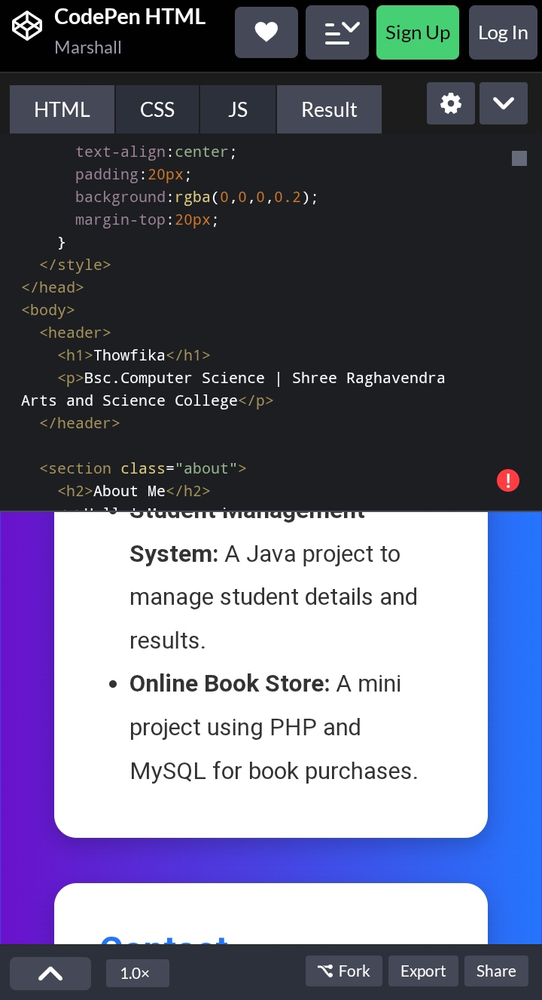 CodePen HTML
Marshall
Sign Up
Log In
HTML
CSS
JS
Result
text-align:center;
padding:20px;
background:rgba(0,0,0,0.2);
margin-top:20px;
}
</style>
</head>
<body>
<header>
<h1>Thowfika</h1>
<p>Bsc.Computer Science | Shree Raghavendra
Arts and Science College</p>
</header>
<section class="about">
<h2>About Me</h2>
Student Management
System: A Java project to
manage student details and
results.
• Online Book Store: A mini
project using PHP and
MySQL for book purchases.
Contact
1.0×
Fork
Export
Share